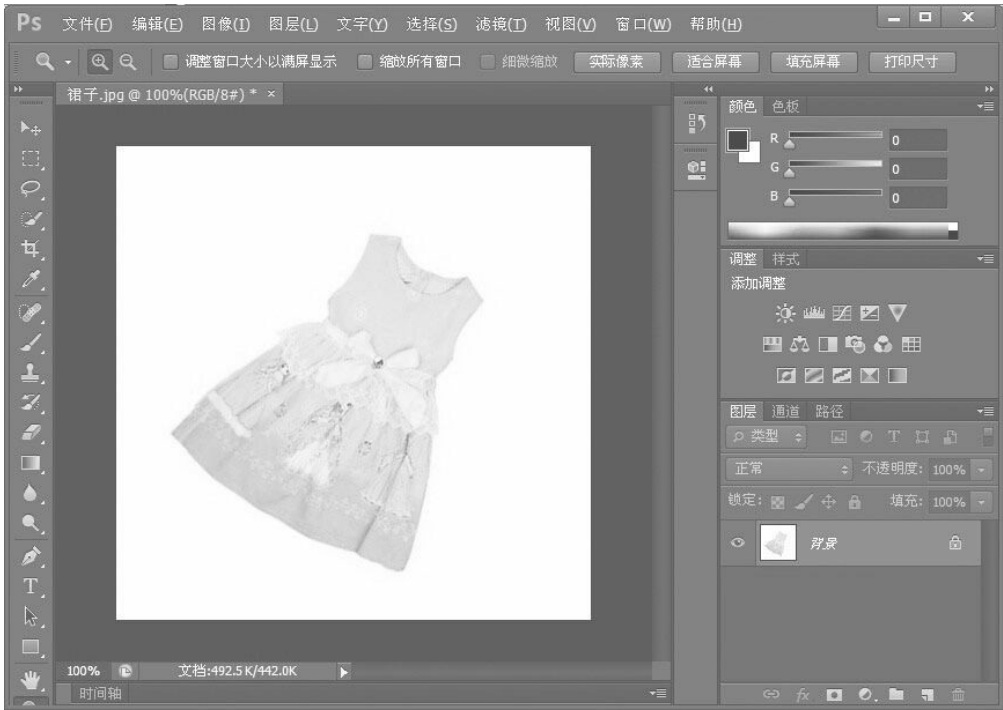 Ps 文件(F) 编辑(E) 图像(I) 图层(L) 文字(Y) 选择(S) 滤镜(T) 视图(V) 窗口(W) 帮助(H)
调整窗口大小以满屏显示 缩放所有窗口 细微缩放 实际像素 适合屏幕 填充屏幕 打印尺寸
裙子.jpg @ 100%(RGB/8#) * ×
颜色 色板
R 0
G 0
B 0
调整 样式
添加调整
图层 通道 路径
类型
正常 不透明度: 100%
锁定: 填充: 100%
背景
100% 文档:492.5K/442.0K
时间轴